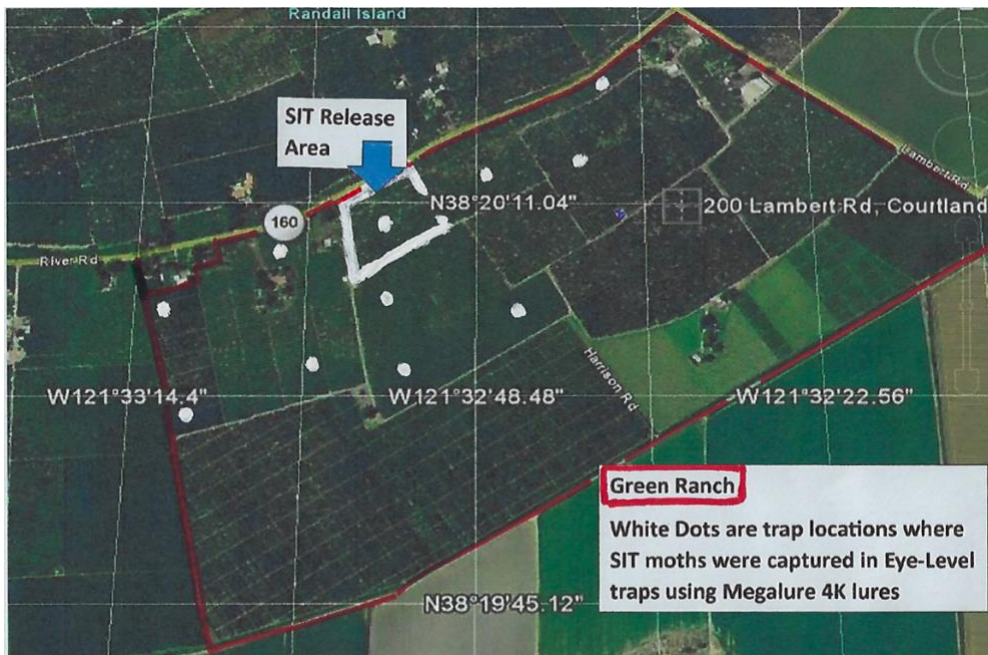 Randall Island
SIT Release
Area
Lambert Rd
N38°20'11.04"
200 Lambert Rd, Courtland
160
River Rd
Harrison Rd
W121°33'14.4"
W121°32'48.48"
W121°32'22.56"
Green Ranch
White Dots are trap locations where
SIT moths were captured in Eye-Level
traps using Megalure 4K lures
N38°19'45.12"